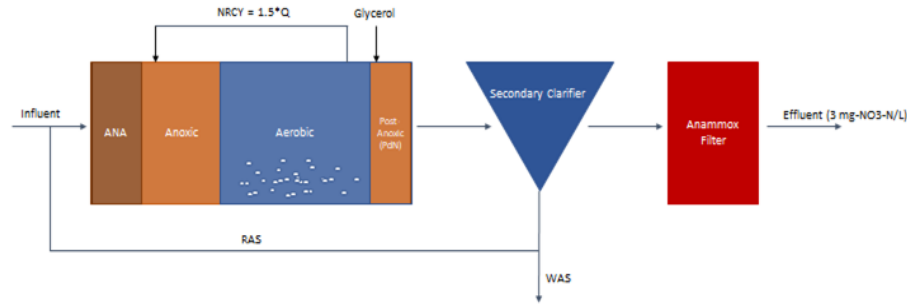 NRCY = 1.5*Q
Glycerol
Influent
ANA
Anoxic
Aerobic
Post-
Anoxic
(PdN)
Secondary Clarifier
Anammox
Filter
Effluent (3 mg-NO3-N/L)
RAS
WAS